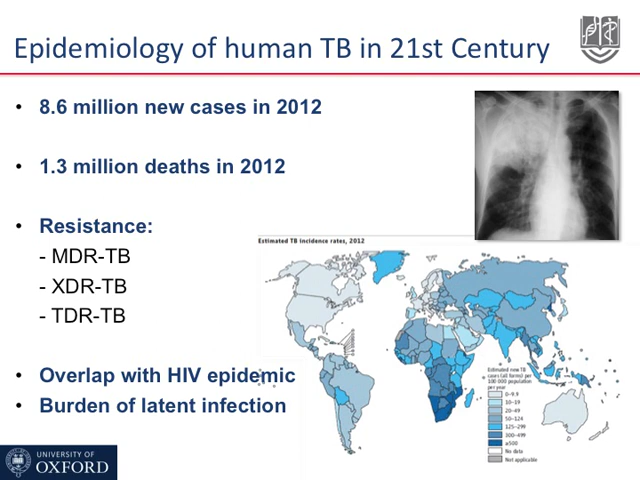 Epidemiology of human TB in 21st Century
• 8.6 million new cases in 2012
• 1.3 million deaths in 2012
• Resistance:
- MDR-TB
- XDR-TB
- TDR-TB
• Overlap with HIV epidemic
• Burden of latent infection
Estimated TB incidence rates, 2012
Estimated new TB
cases (all forms) per
100 000 population
per year
0–9.9
10–19
20–49
50–124
125–299
300–499
≥500
No data
Not applicable
UNIVERSITY OF
OXFORD